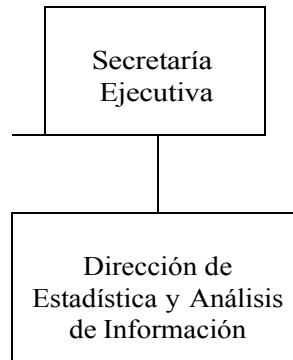 Secretaría
Ejecutiva
Dirección de
Estadística y Análisis
de Información